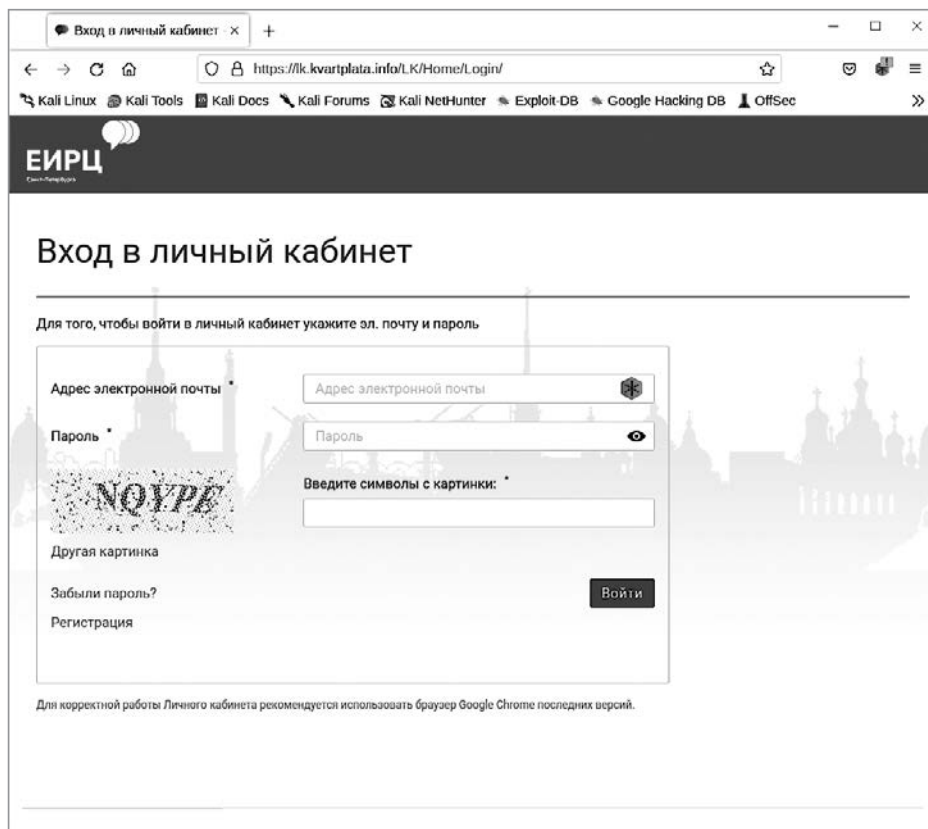 Вход в личный кабинет - ×
https://lk.kvartplata.info/LK/Home/Login/
Kali Linux Kali Tools Kali Docs Kali Forums Kali NetHunter Exploit-DB Google Hacking DB OffSec
ЕИРЦ
Санкт-Петербурга
Вход в личный кабинет
Для того, чтобы войти в личный кабинет укажите эл. почту и пароль
Адрес электронной почты *
Адрес электронной почты
Пароль *
Пароль
NQYPE
Введите символы с картинки: *
Другая картинка
Забыли пароль?
Войти
Регистрация
Для корректной работы Личного кабинета рекомендуется использовать браузер Google Chrome последних версий.